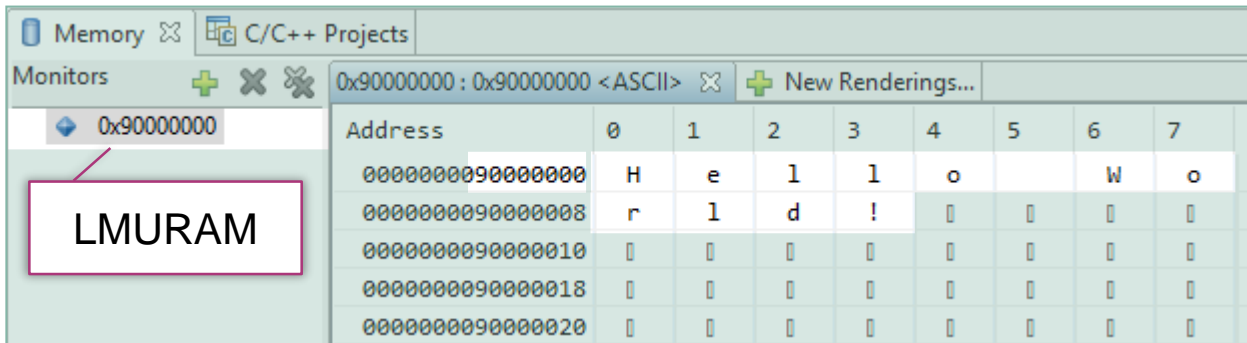 Memory C/C++ Projects
Monitors 0x90000000 : 0x90000000 <ASCII> New Renderings...
0x90000000 Address 0 1 2 3 4 5 6 7
0000000090000000 H e l l o W o
0000000090000008 r l d ! ▯ ▯ ▯ ▯
0000000090000010 ▯ ▯ ▯ ▯ ▯ ▯ ▯ ▯
0000000090000018 ▯ ▯ ▯ ▯ ▯ ▯ ▯ ▯
0000000090000020 ▯ ▯ ▯ ▯ ▯ ▯ ▯ ▯
LMURAM